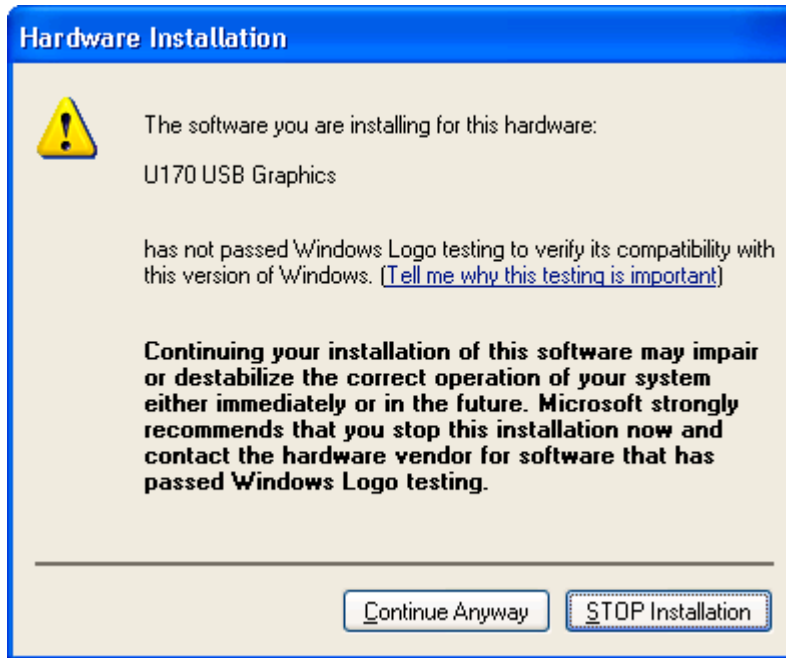 Hardware Installation
The software you are installing for this hardware:
U170 USB Graphics
has not passed Windows Logo testing to verify its compatibility with
this version of Windows. (Tell me why this testing is important)
Continuing your installation of this software may impair
or destabilize the correct operation of your system
either immediately or in the future. Microsoft strongly
recommends that you stop this installation now and
contact the hardware vendor for software that has
passed Windows Logo testing.
Continue Anyway
STOP Installation